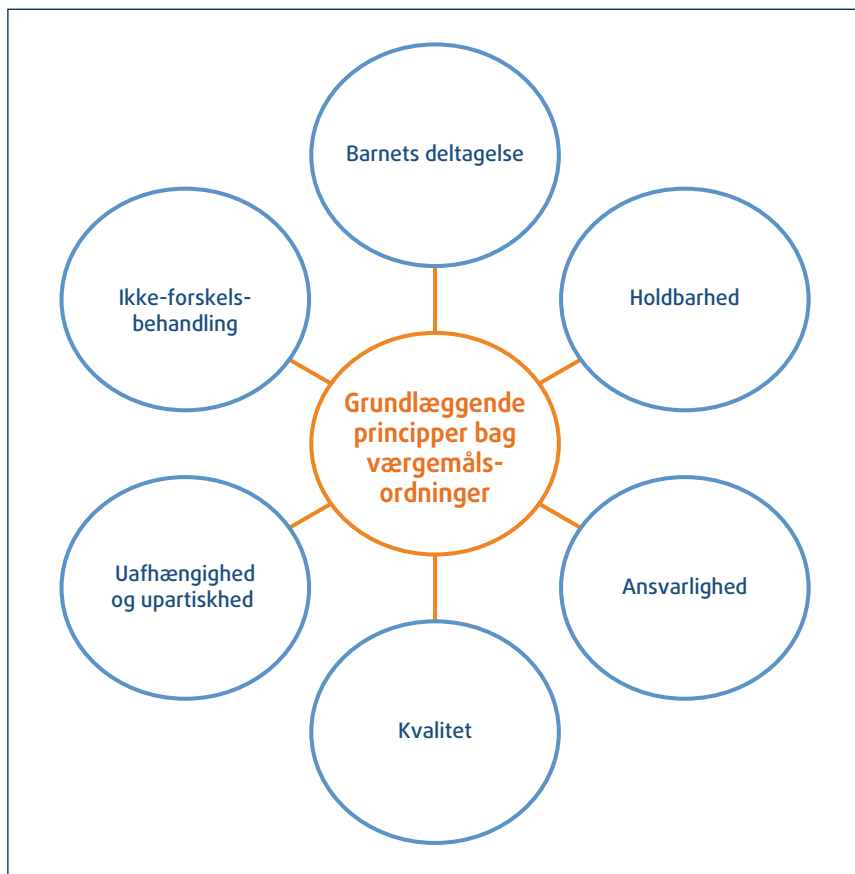 Barnets deltagelse
Ikke-forskels-
behandling
Holdbarhed
Grundlæggende
principper bag
værgemåls-
ordninger
Uafhængighed
og upartiskhed
Ansvarlighed
Kvalitet